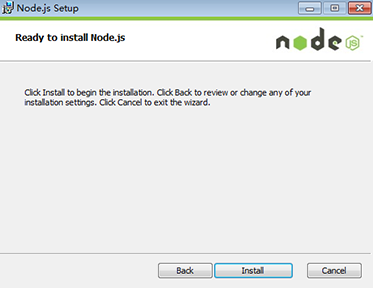 Node.js Setup
Ready to install Node.js
node JS
Click Install to begin the installation. Click Back to review or change any of your
installation settings. Click Cancel to exit the wizard.
Back Install Cancel